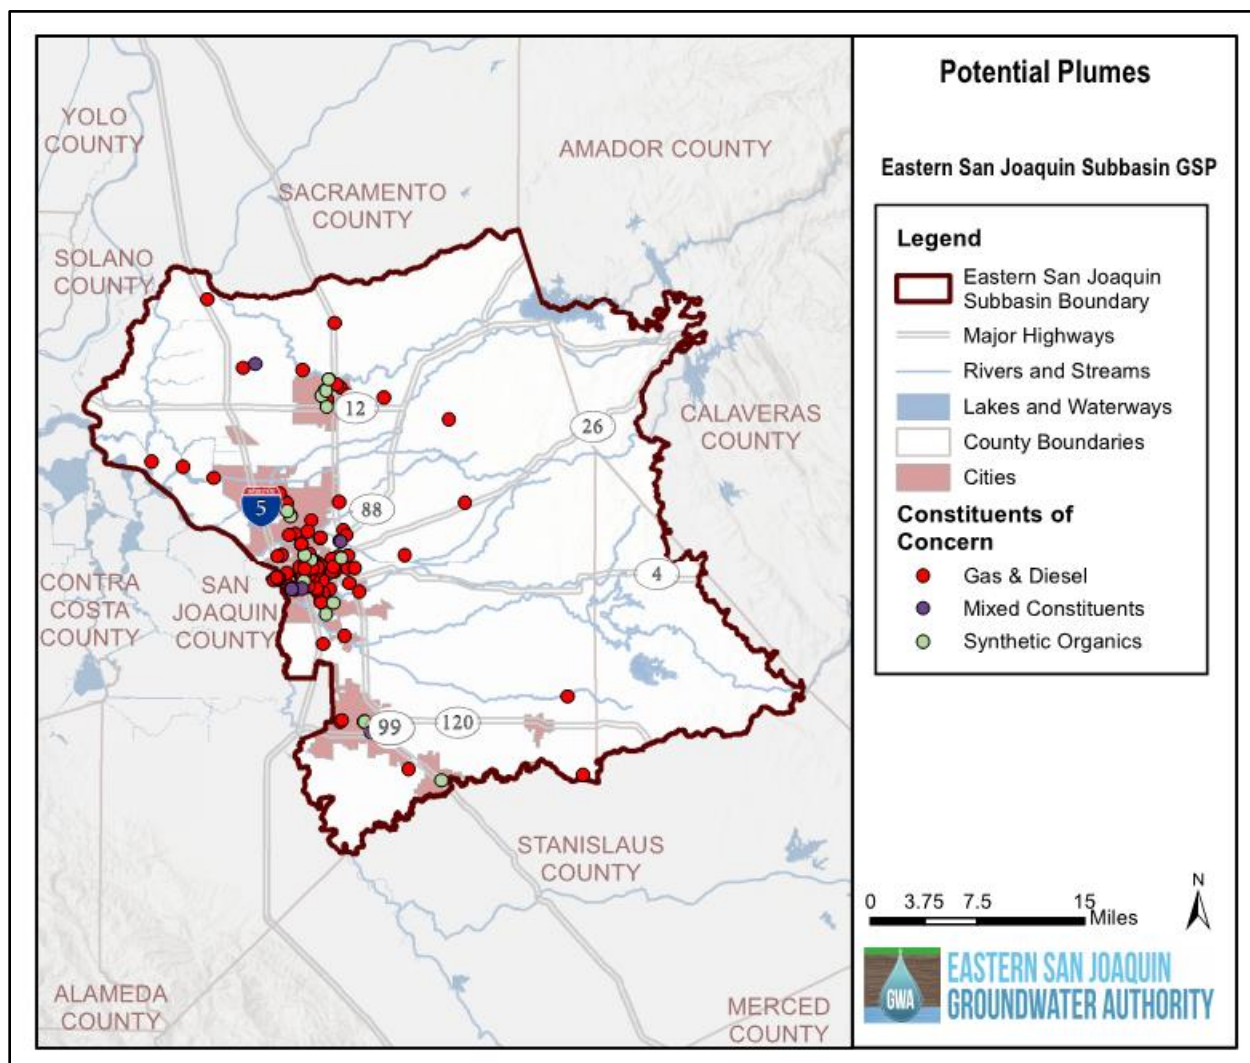 Potential Plumes
Eastern San Joaquin Subbasin GSP
Legend
Eastern San Joaquin
Subbasin Boundary
Major Highways
Rivers and Streams
Lakes and Waterways
County Boundaries
Cities
Constituents of
Concern
Gas & Diesel
Mixed Constituents
Synthetic Organics
YOLO
COUNTY
AMADOR COUNTY
SACRAMENTO
COUNTY
SOLANO
COUNTY
12
26
CALAVERAS
COUNTY
5
88
4
CONTRA
COSTA
COUNTY
SAN
JOAQUIN
COUNTY
99
120
STANISLAUS
COUNTY
ALAMEDA
COUNTY
MERCED
COUNTY
N
0 3.75 7.5 15
Miles
GWA
EASTERN SAN JOAQUIN
GROUNDWATER AUTHORITY